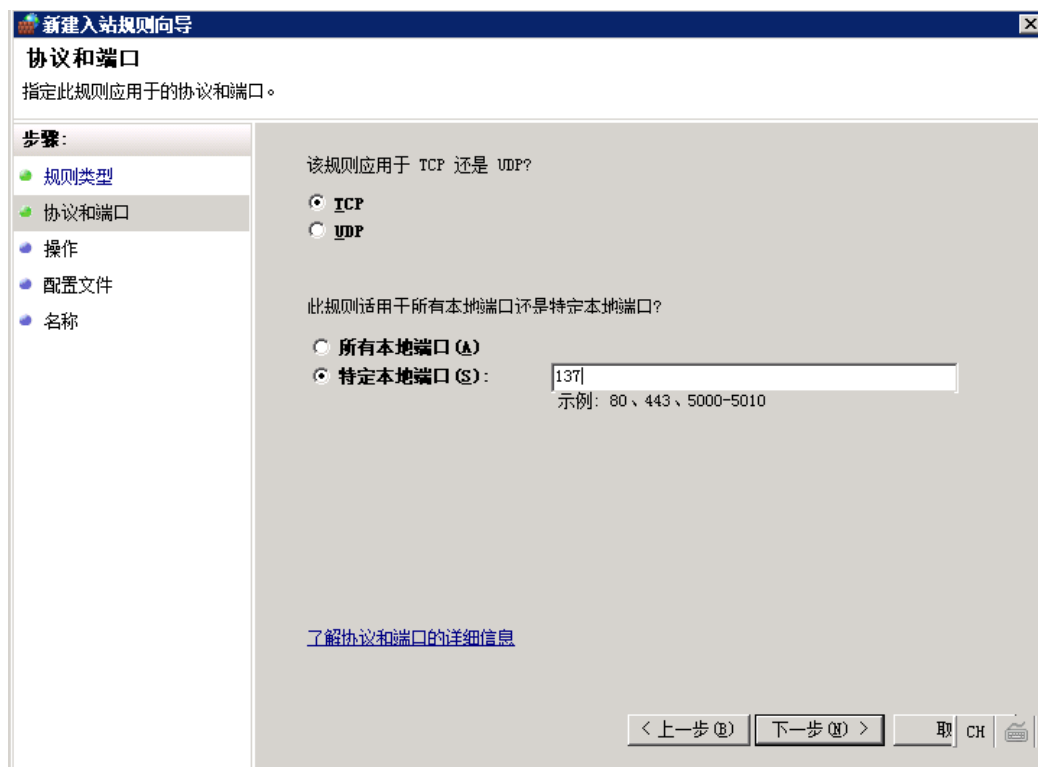 新建入站规则向导
协议和端口
指定此规则应用于的协议和端口。
步骤:
规则类型
协议和端口
操作
配置文件
名称
该规则应用于 TCP 还是 UDP?
TCP
UDP
此规则适用于所有本地端口还是特定本地端口?
所有本地端口(A)
特定本地端口(S): 137
示例: 80、443、5000-5010
了解协议和端口的详细信息
< 上一步(B) 下一步(N) > 取 CH